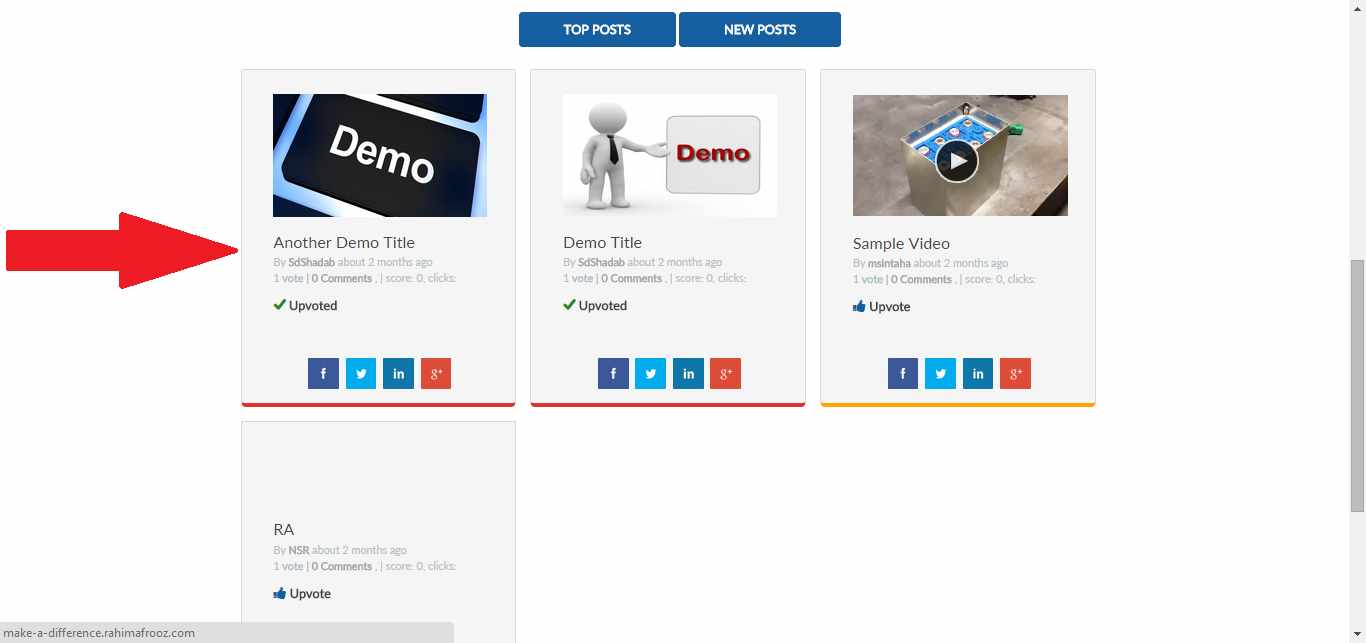 TOP POSTS
NEW POSTS
Demo
Another Demo Title
By SdShadab about 2 months ago
1 vote | 0 Comments , | score: 0, clicks:
Upvoted
f
in
g+
Demo
Demo Title
By SdShadab about 2 months ago
1 vote | 0 Comments , | score: 0, clicks:
Upvoted
f
in
g+
Sample Video
By msintaha about 2 months ago
1 vote | 0 Comments , | score: 0, clicks:
Upvote
f
in
g+
RA
By NSR about 2 months ago
1 vote | 0 Comments , | score: 0, clicks:
Upvote
make-a-difference.rahimafrooz.com